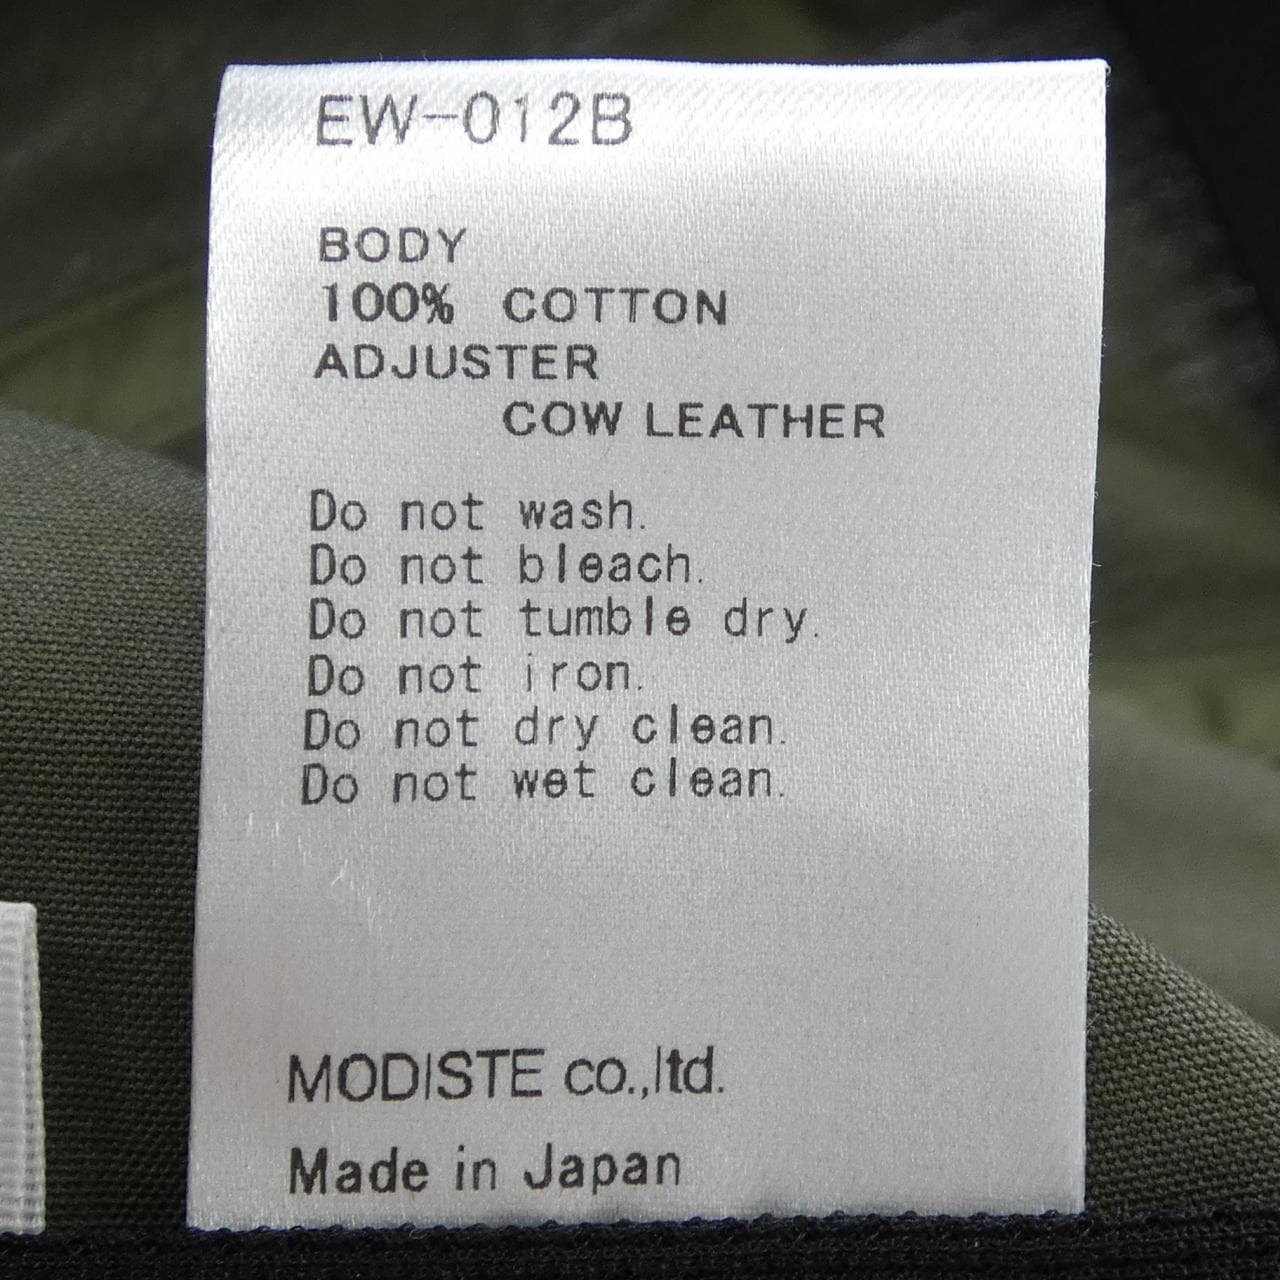 EW-012B
BODY
100% COTTON
ADJUSTER
COW LEATHER
Do not wash.
Do not bleach.
Do not tumble dry.
Do not iron.
Do not dry clean.
Do not wet clean.
MODISTE co.,ltd.
Made in Japan